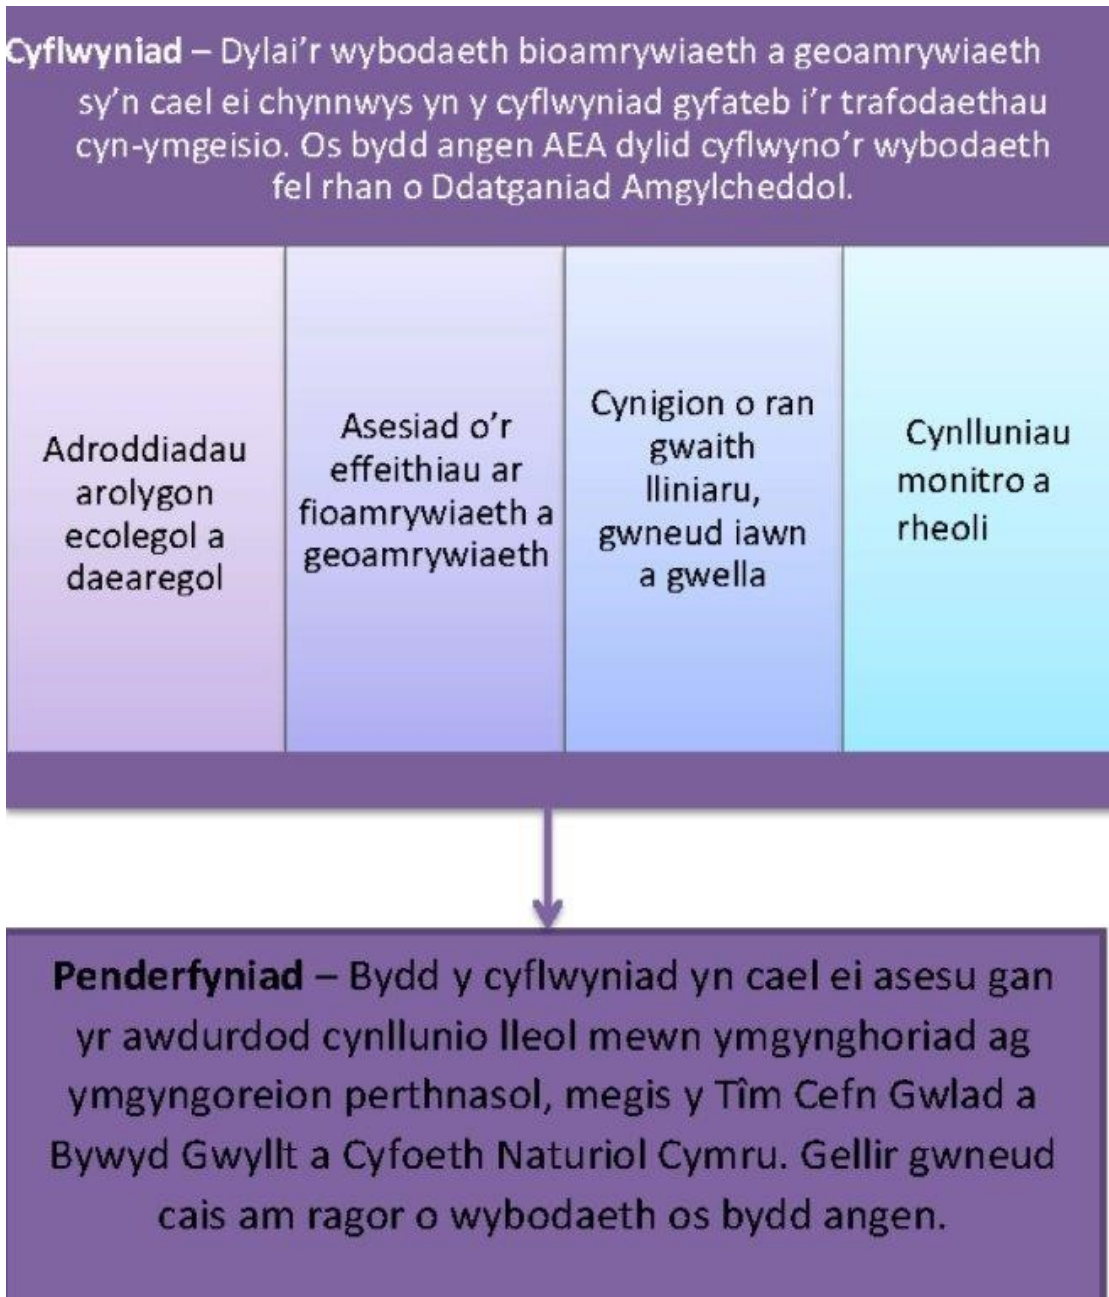 Cyflwyniad – Dylai’r wybodaeth bioamrywiaeth a geoamrywiaeth
sy’n cael ei chynnwys yn y cyflwyniad gyfateb i’r trafodaethau
cyn-ymgeisio. Os bydd angen AEA dylid cyflwyno’r wybodaeth
fel rhan o Ddatganiad Amgylcheddol.
Adroddiadau
arolygon
ecolegol a
daearegol
Asesiad o’r
effeithiau ar
fioamrywiaeth a
geoamrywiaeth
Cynigion o ran
gwaith
lliniaru,
gwneud iawn
a gwella
Cynlluniau
monitro a
rheoli
Penderfyniad – Bydd y cyflwyniad yn cael ei asesu gan
yr awdurdod cynllunio lleol mewn ymgynghoriad ag
ymgyngoreion perthnasol, megis y Tîm Cefn Gwlad a
Bywyd Gwyllt a Cyfoeth Naturiol Cymru. Gellir gwneud
cais am ragor o wybodaeth os bydd angen.